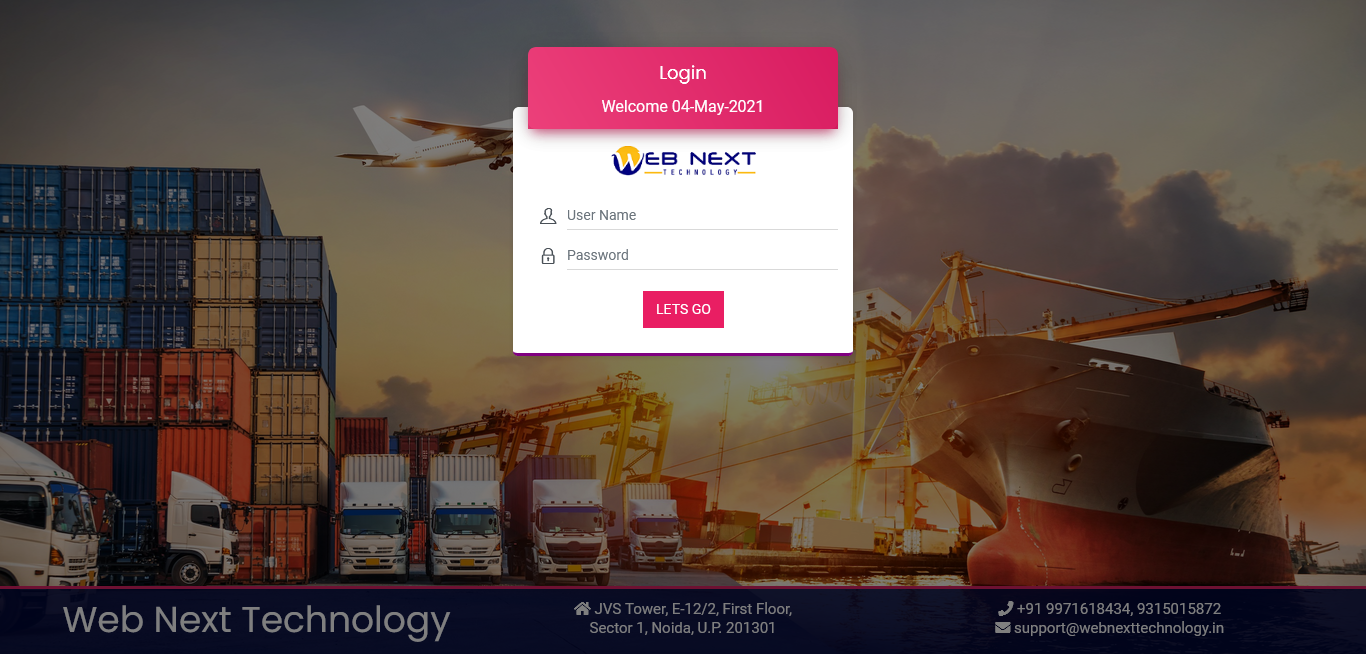 Login
Welcome 04-May-2021
WEB NEXT
TECHNOLOGY
User Name
Password
LETS GO
Web Next Technology
JVS Tower, E-12/2, First Floor,
Sector 1, Noida, U.P. 201301
+91 9971618434, 9315015872
support@webnexttechnology.in